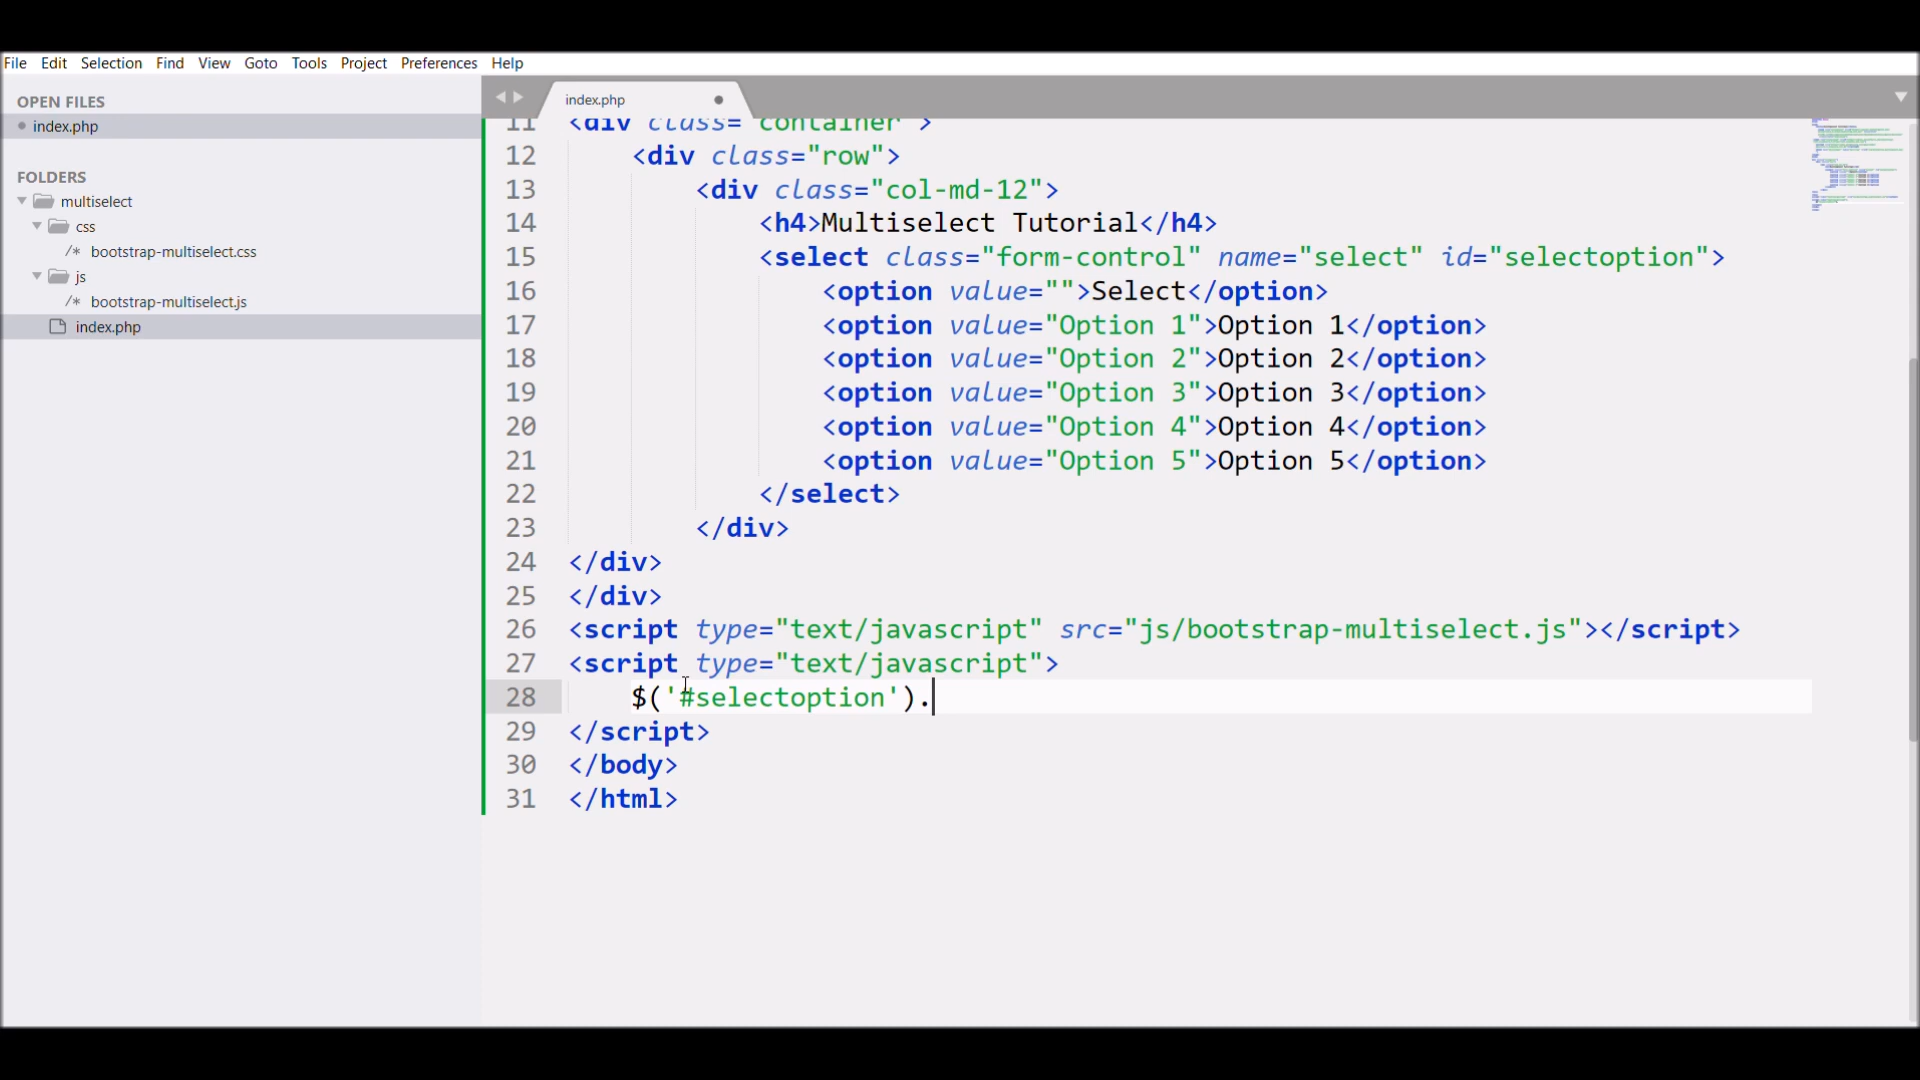 File Edit Selection Find View Goto Tools Project Preferences Help
OPEN FILES
index.php
FOLDERS
multiselect
css
/* bootstrap-multiselect.css
js
/* bootstrap-multiselect.js
index.php
index.php
11 <div class="container">
12 <div class="row">
13 <div class="col-md-12">
14 <h4>Multiselect Tutorial</h4>
15 <select class="form-control" name="select" id="selectoption">
16 <option value="">Select</option>
17 <option value="Option 1">Option 1</option>
18 <option value="Option 2">Option 2</option>
19 <option value="Option 3">Option 3</option>
20 <option value="Option 4">Option 4</option>
21 <option value="Option 5">Option 5</option>
22 </select>
23 </div>
24 </div>
25 </div>
26 <script type="text/javascript" src="js/bootstrap-multiselect.js"></script>
27 <script type="text/javascript">
28 $('#selectoption').
29 </script>
30 </body>
31 </html>